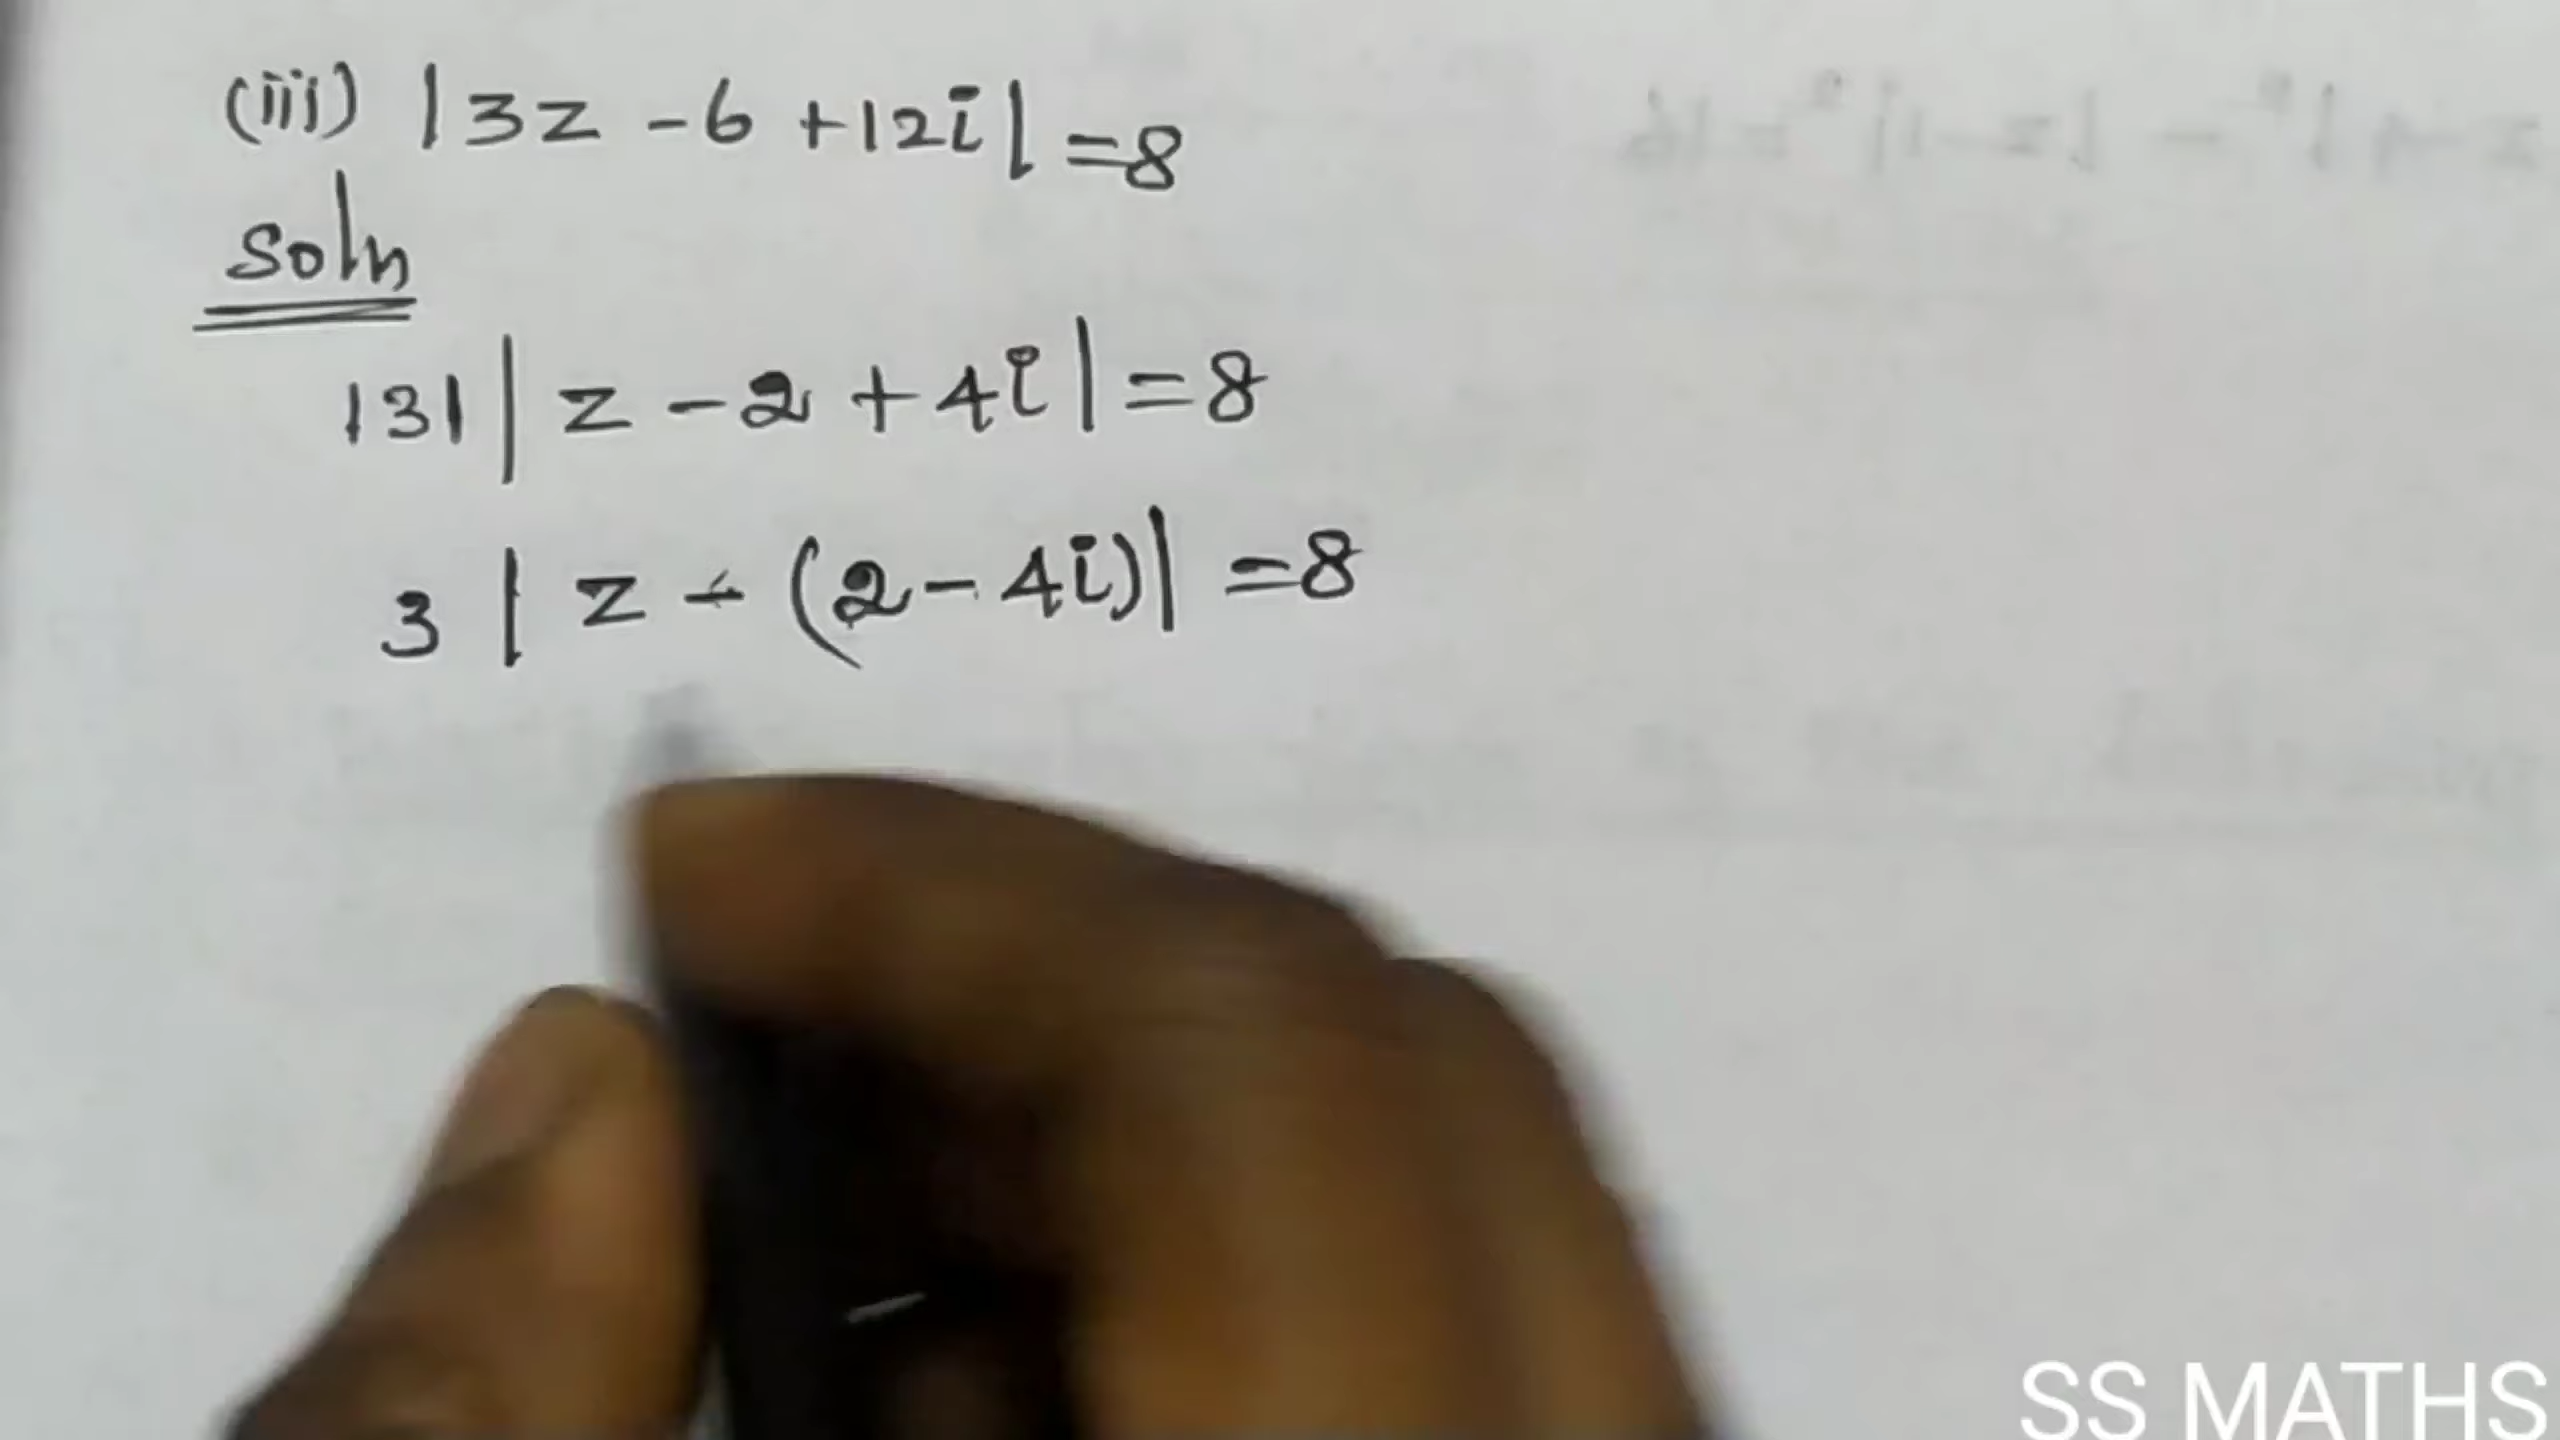 (iii) |3z - 6 + 12i| = 8
Soln
|3| |z - 2 + 4i| = 8
3 |z - (2 - 4i)| = 8
SS MATHS